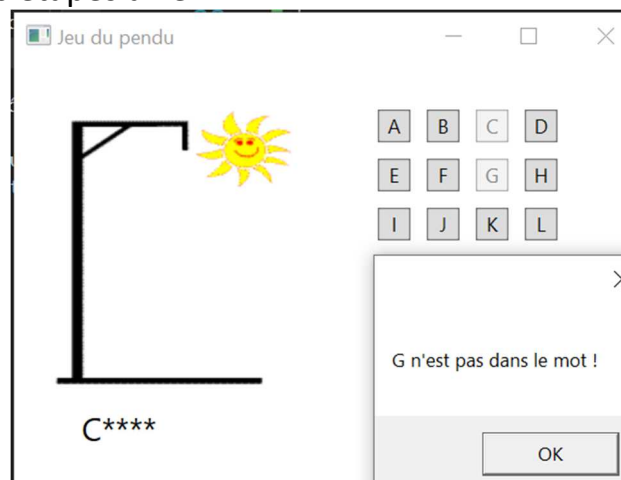 Jeu du pendu
A B C D
E F G H
I J K L
G n'est pas dans le mot !
OK
C****